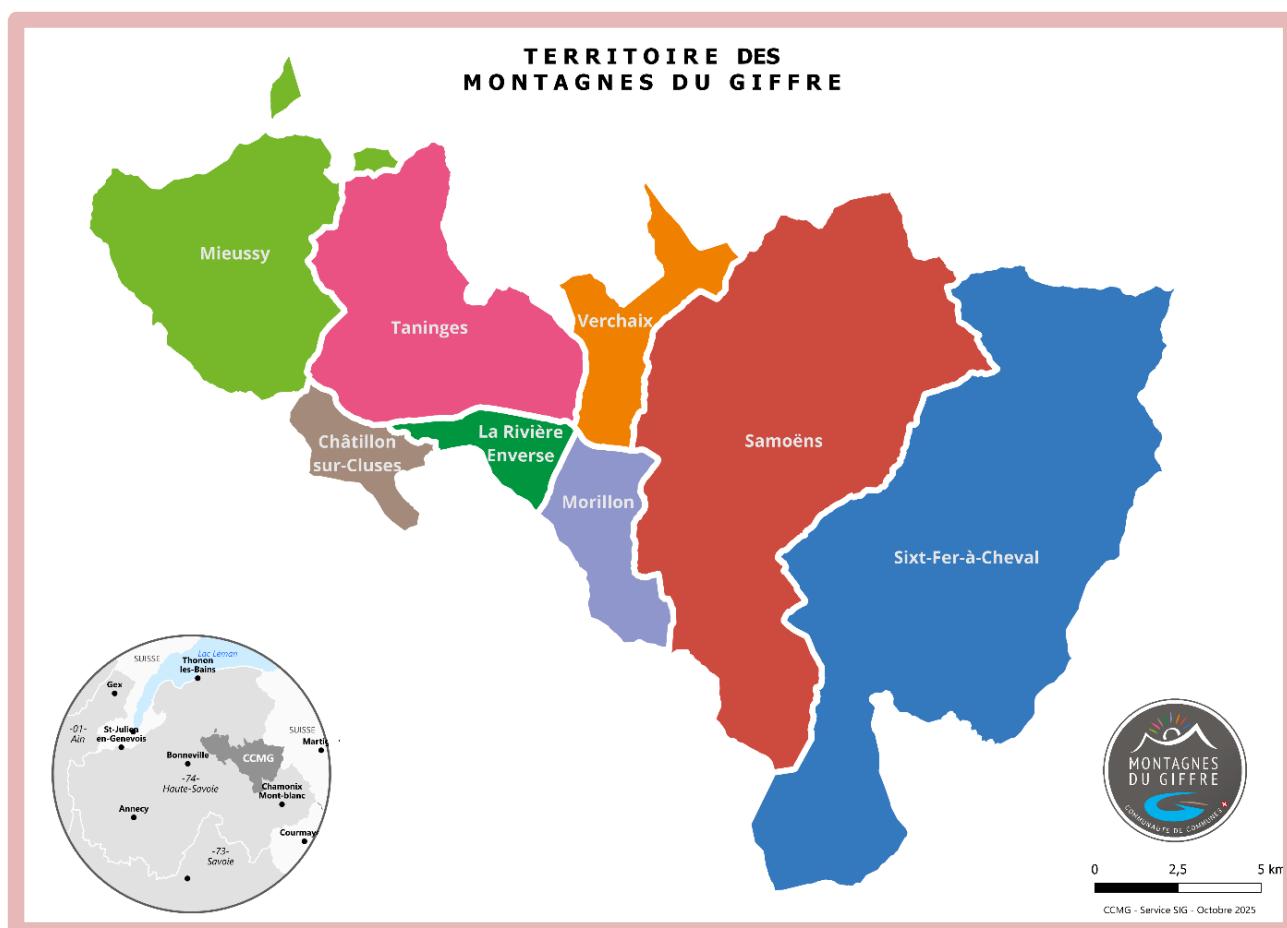 TERRITOIRE DES
MONTAGNES DU GIFFRE
Mieussy
Taninges
Verchaix
Châtillon
sur-Cluses
La Rivière
Enverse
Morillon
Samoëns
Sixt-Fer-à-Cheval
SUISSE
Lac Léman
Thonon
les-Bains
Gex
-01-
Ain
St-Julien
en-Genevois
SUISSE
Bonneville
CCMG
-74-
Haute-Savoie
Chamonix
Mont-blanc
Annecy
-73-
Savoie
MONTAGNES
DU GIFFRE
COMMUNAUTÉ DE COMMUNES
0 2,5 5 km
CCMG - Service SIG - Octobre 2025